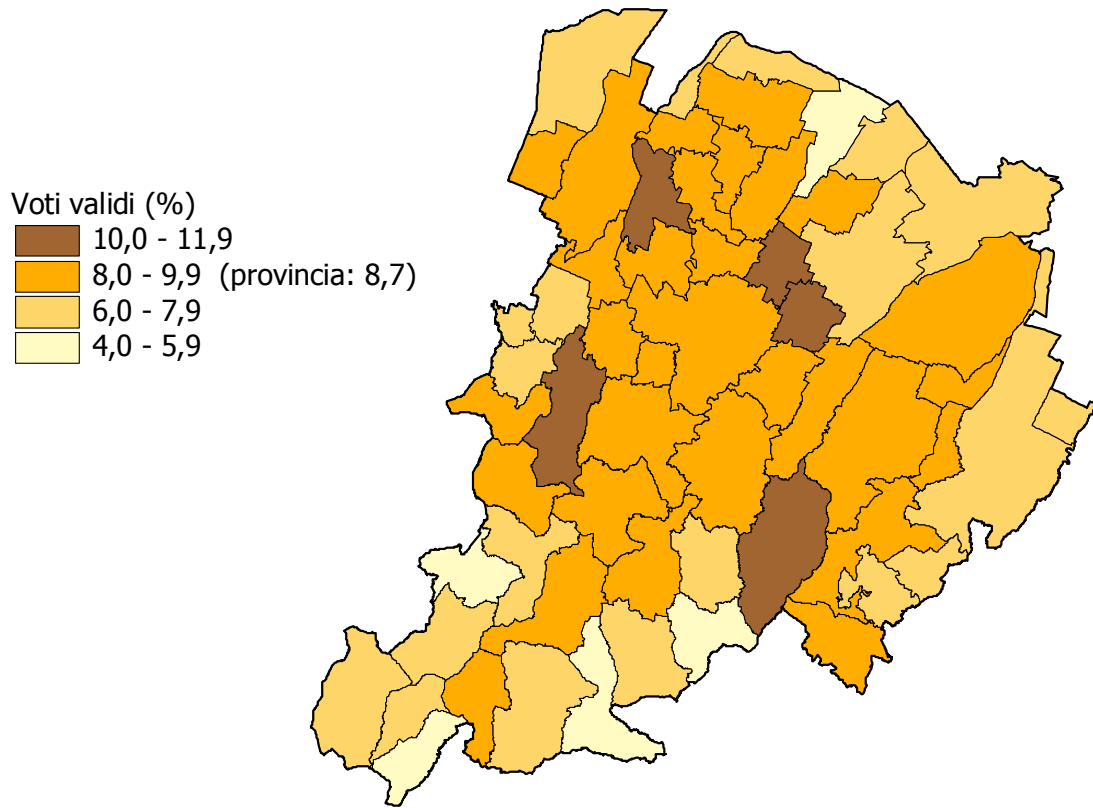 Voti validi (%)
10,0 - 11,9
8,0 - 9,9 (provincia: 8,7)
6,0 - 7,9
4,0 - 5,9